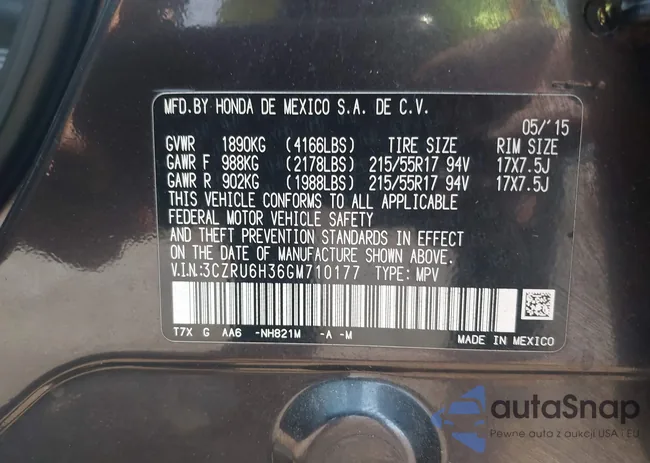 MFD.BY HONDA DE MEXICO S.A. DE C.V.
05/'15
GVWR 1890KG (4166LBS) TIRE SIZE RIM SIZE
GAWR F 988KG (2178LBS) 215/55R17 94V 17X7.5J
GAWR R 902KG (1988LBS) 215/55R17 94V 17X7.5J
THIS VEHICLE CONFORMS TO ALL APPLICABLE
FEDERAL MOTOR VEHICLE SAFETY
AND THEFT PREVENTION STANDARDS IN EFFECT
ON THE DATE OF MANUFACTURE SHOWN ABOVE.
V.I.N.:3CZRU6H36GM710177 TYPE: MPV
T7X G AA6 -NH821M -A -M
MADE IN MEXICO
autaSnap
Pewne auta z aukcji USA i EU